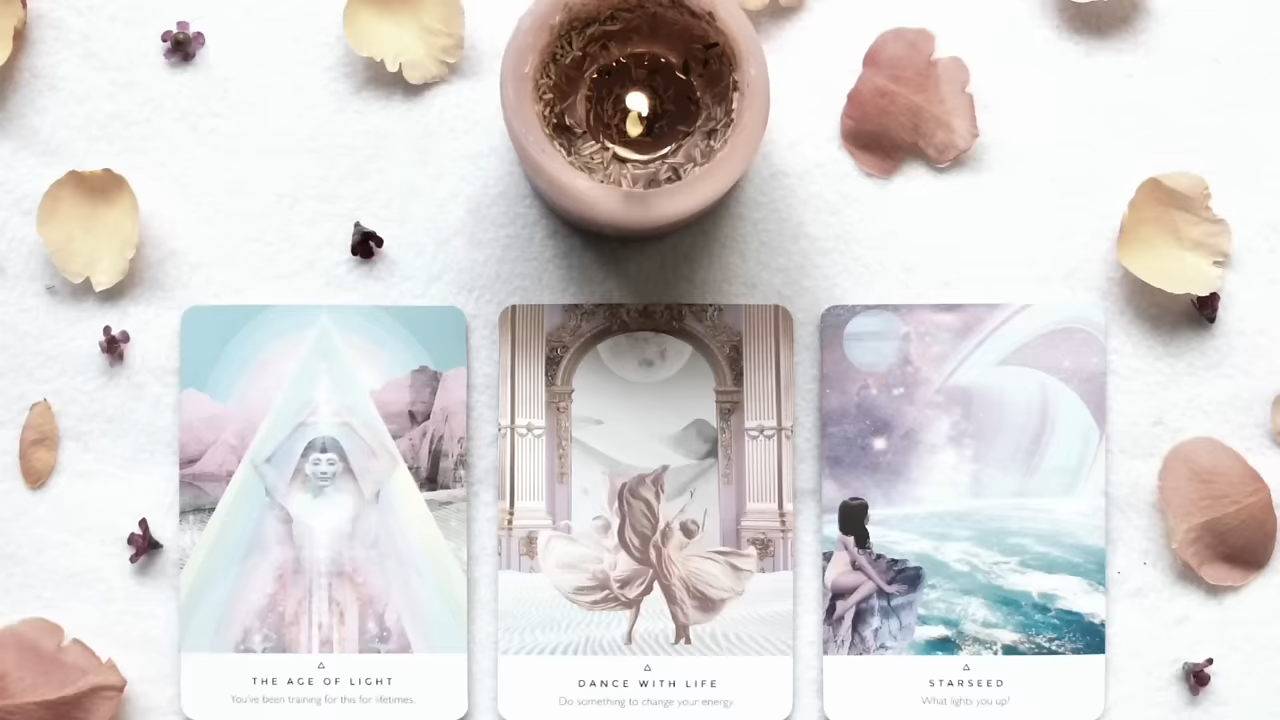 THE AGE OF LIGHT
You've been training for this for lifetimes.
DANCE WITH LIFE
Do something to change your energy
STARSEED
What lights you up?